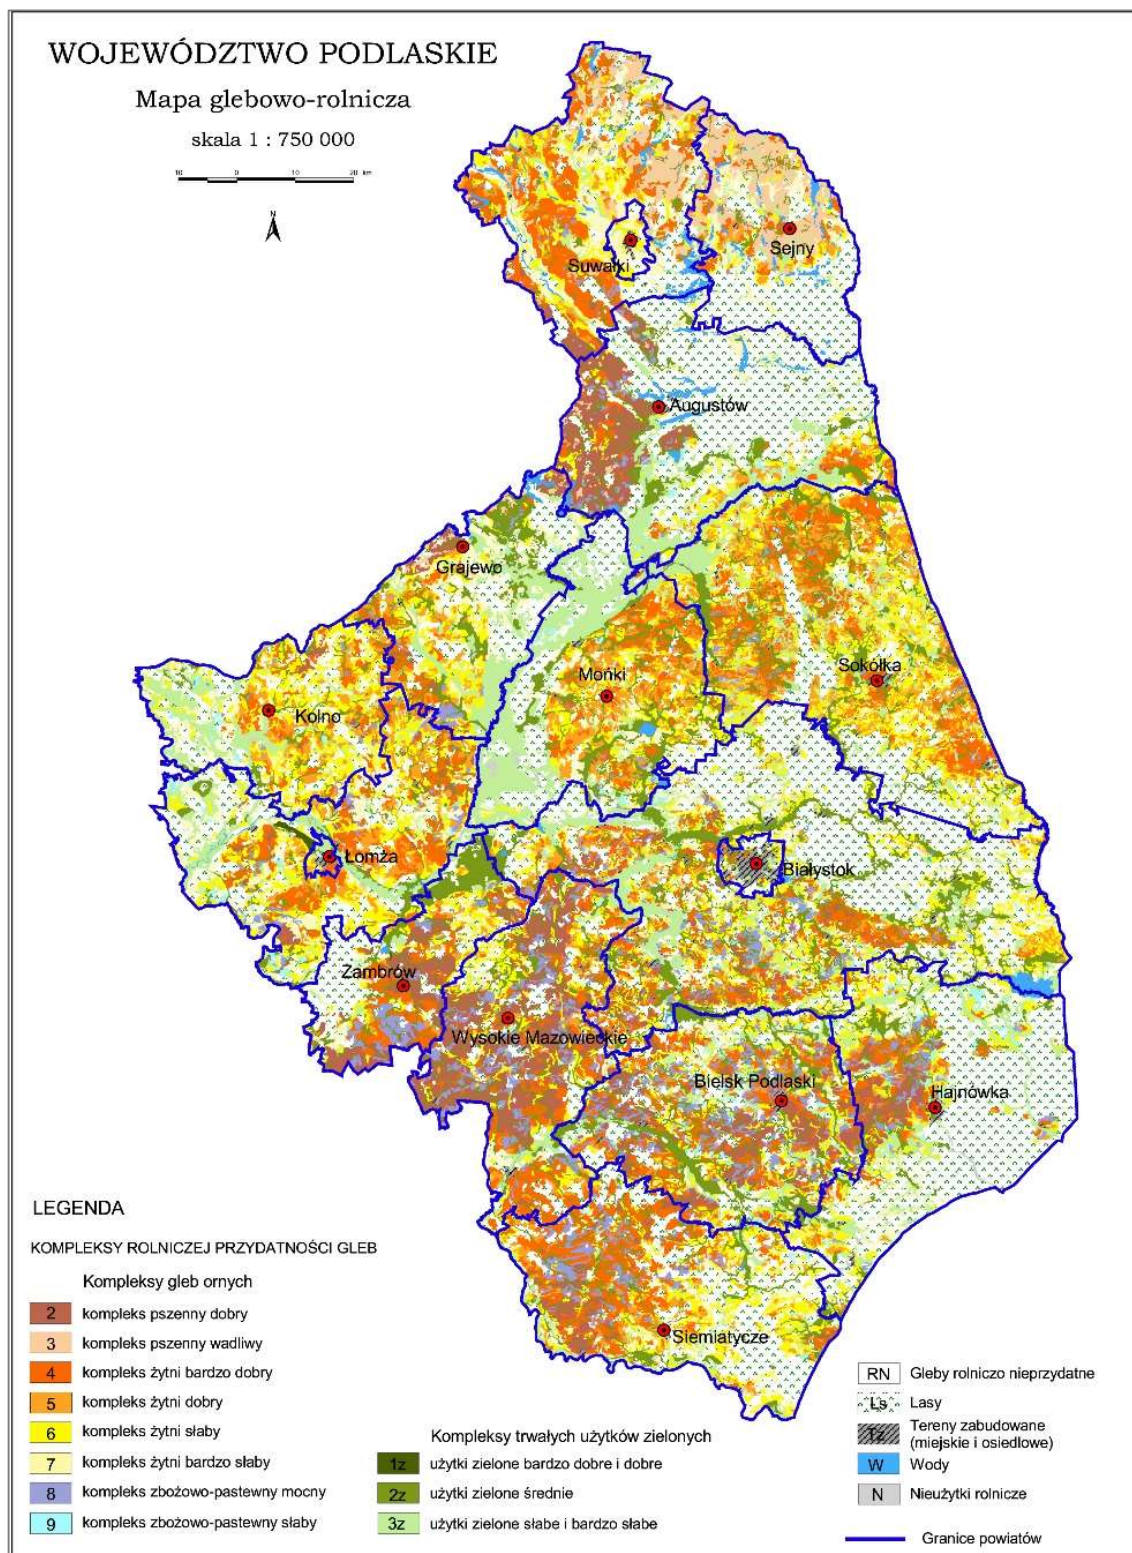 WOJEWÓDZTWO PODLASKIE
Mapa glebowo-rolnicza
skala 1 : 750 000
10 0 10 20 km
N
Suwałki
Sejny
Augustów
Grajewo
Mońki
Sokółka
Kolno
Łomża
Białystok
Zambrów
Wysokie Mazowieckie
Bielsk Podlaski
Hajnówka
Siemiatycze
LEGENDA
KOMPLEKSY ROLNICZEJ PRZYDATNOŚCI GLEB
Kompleksy gleb ornych
2 kompleks pszenny dobry
3 kompleks pszenny wadliwy
4 kompleks żytni bardzo dobry
5 kompleks żytni dobry
6 kompleks żytni słaby
7 kompleks żytni bardzo słaby
8 kompleks zbożowo-pastewny mocny
9 kompleks zbożowo-pastewny słaby
Kompleksy trwałych użytków zielonych
1z użytki zielone bardzo dobre i dobre
2z użytki zielone średnie
3z użytki zielone słabe i bardzo słabe
RN Gleby rolniczo nieprzydatne
Ls Lasy
Tz Tereny zabudowane
(miejskie i osiedlowe)
W Wody
N Nieużytki rolnicze
Granice powiatów